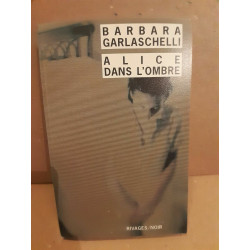 BARBARA
GARLASCHELLI
ALICE
DANS L'OMBRE
RIVAGES/NOIR